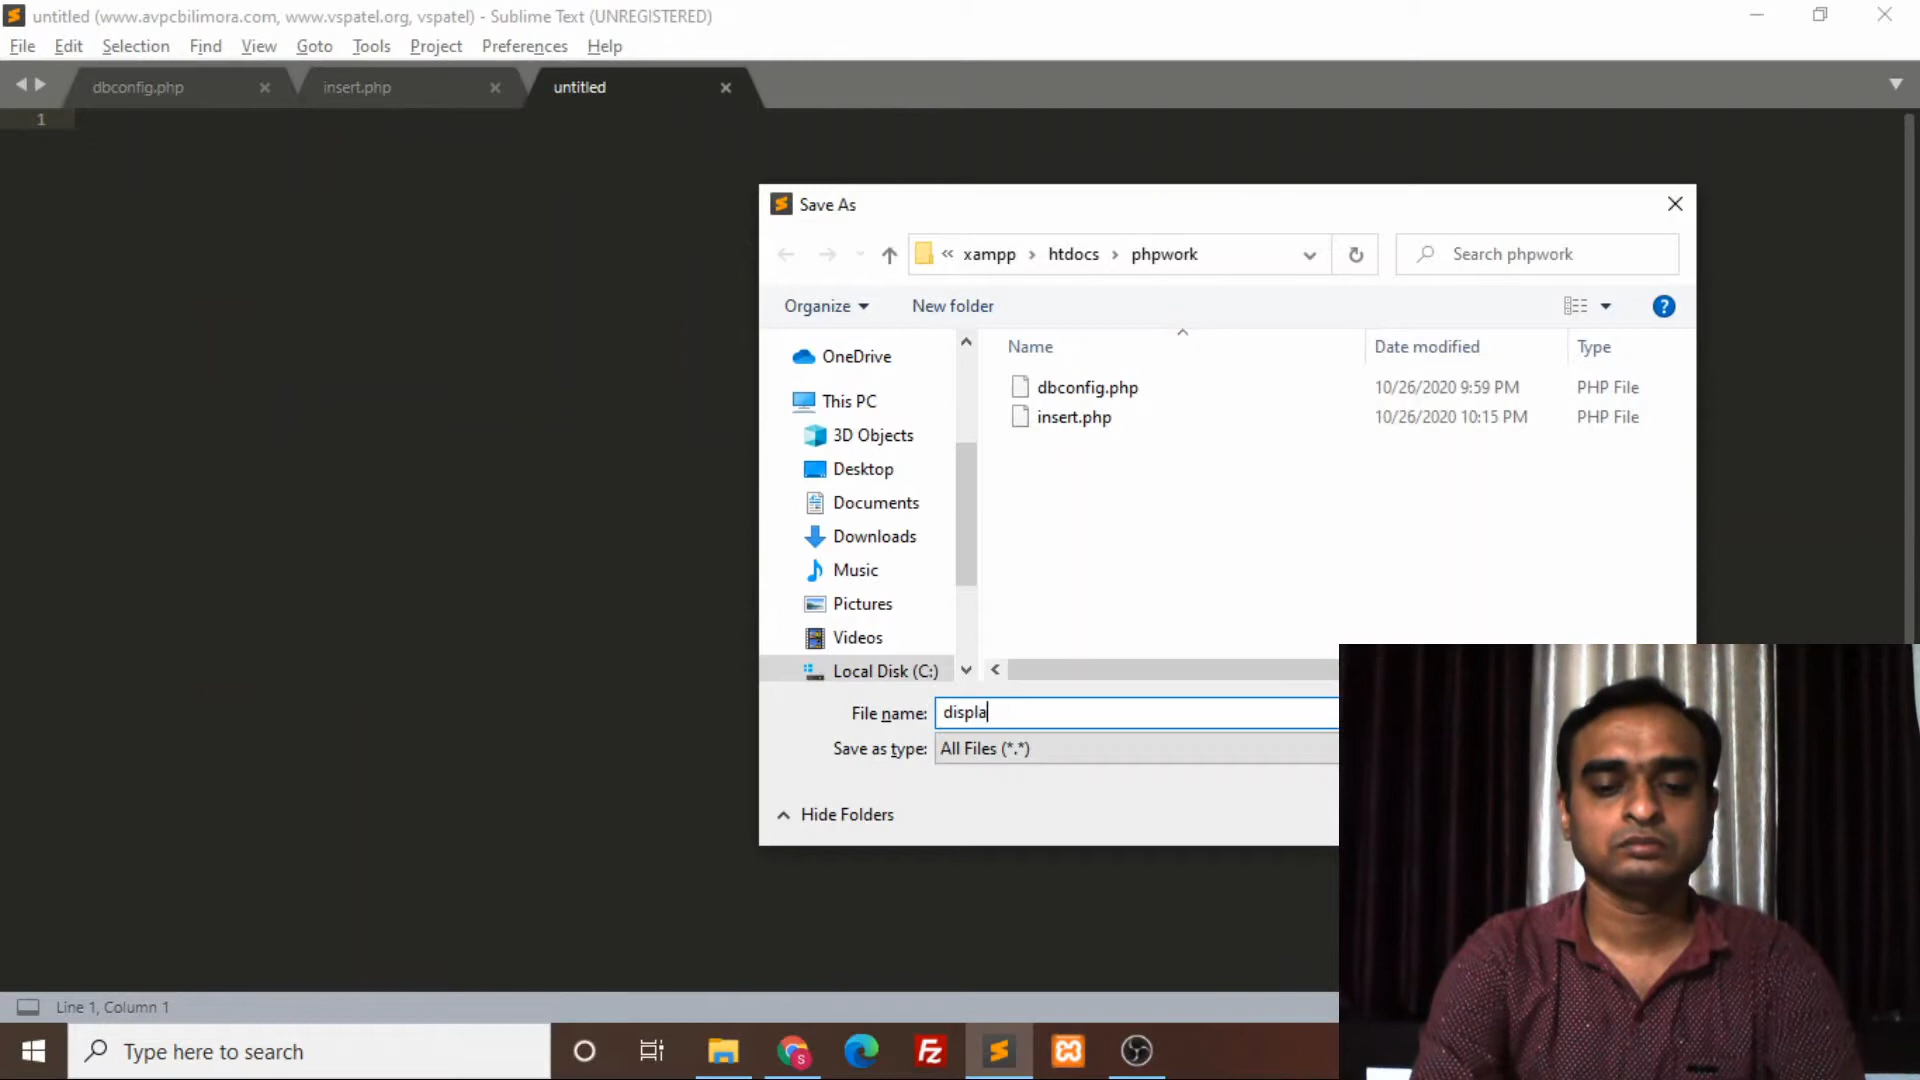 untitled (www.avpcbilimora.com, www.vspatel.org, vspatel) - Sublime Text (UNREGISTERED)
File Edit Selection Find View Goto Tools Project Preferences Help
dbconfig.php insert.php untitled
1
Save As
« xampp › htdocs › phpwork
Search phpwork
Organize New folder
Name Date modified Type
OneDrive
This PC
3D Objects
Desktop
Documents
Downloads
Music
Pictures
Videos
Local Disk (C:)
dbconfig.php 10/26/2020 9:59 PM PHP File
insert.php 10/26/2020 10:15 PM PHP File
File name: displa
Save as type: All Files (*.*)
Hide Folders
Line 1, Column 1
Type here to search